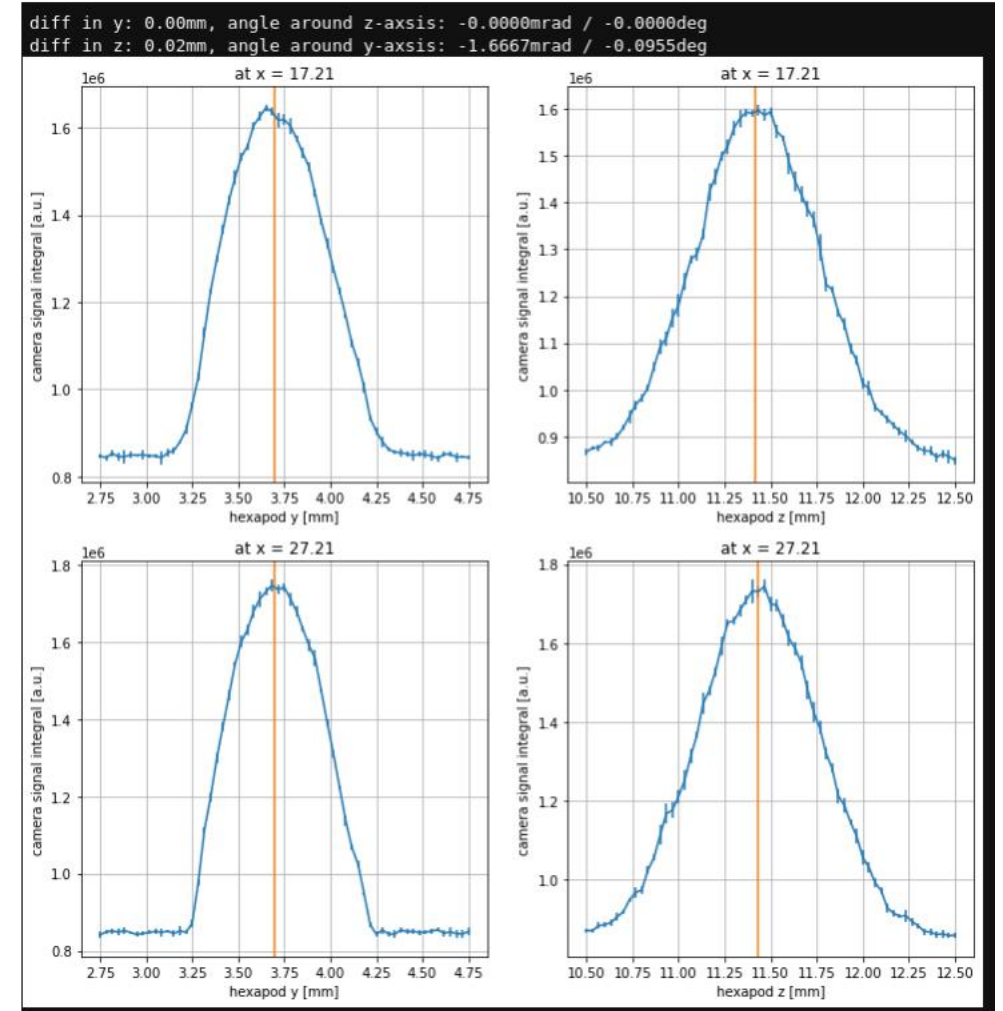 diff in y: 0.00mm, angle around z-axsis: -0.0000mrad / -0.0000deg
diff in z: 0.02mm, angle around y-axsis: -1.6667mrad / -0.0955deg
1e6
at x = 17.21
camera signal integral [a.u.]
1.6
1.4
1.2
1.0
0.8
2.75 3.00 3.25 3.50 3.75 4.00 4.25 4.50 4.75
hexapod y [mm]
1e6
at x = 17.21
camera signal integral [a.u.]
1.6
1.5
1.4
1.3
1.2
1.1
1.0
0.9
10.50 10.75 11.00 11.25 11.50 11.75 12.00 12.25 12.50
hexapod z [mm]
1e6
at x = 27.21
camera signal integral [a.u.]
1.8
1.6
1.4
1.2
1.0
0.8
2.75 3.00 3.25 3.50 3.75 4.00 4.25 4.50 4.75
hexapod y [mm]
1e6
at x = 27.21
camera signal integral [a.u.]
1.8
1.6
1.4
1.2
1.0
10.50 10.75 11.00 11.25 11.50 11.75 12.00 12.25 12.50
hexapod z [mm]